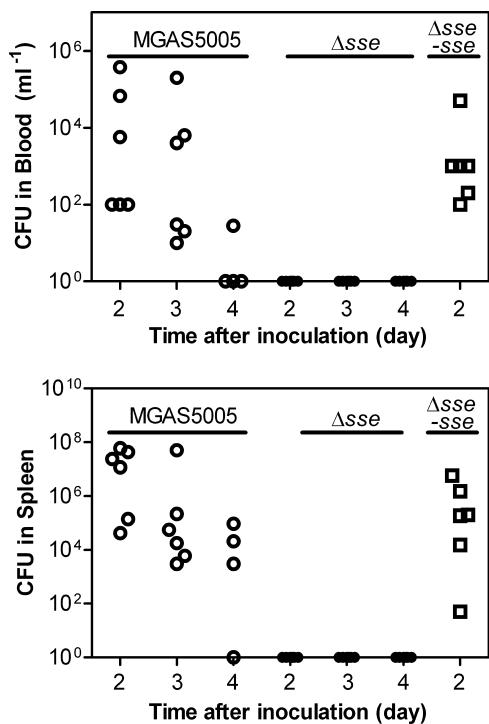 MGAS5005 Δsse Δsse
-sse
CFU in Blood (ml⁻¹)
10⁶
10⁴
10²
10⁰
2 3 4 2 3 4 2
Time after inoculation (day)
MGAS5005 Δsse Δsse
-sse
CFU in Spleen
10¹⁰
10⁸
10⁶
10⁴
10²
10⁰
2 3 4 2 3 4 2
Time after inoculation (day)